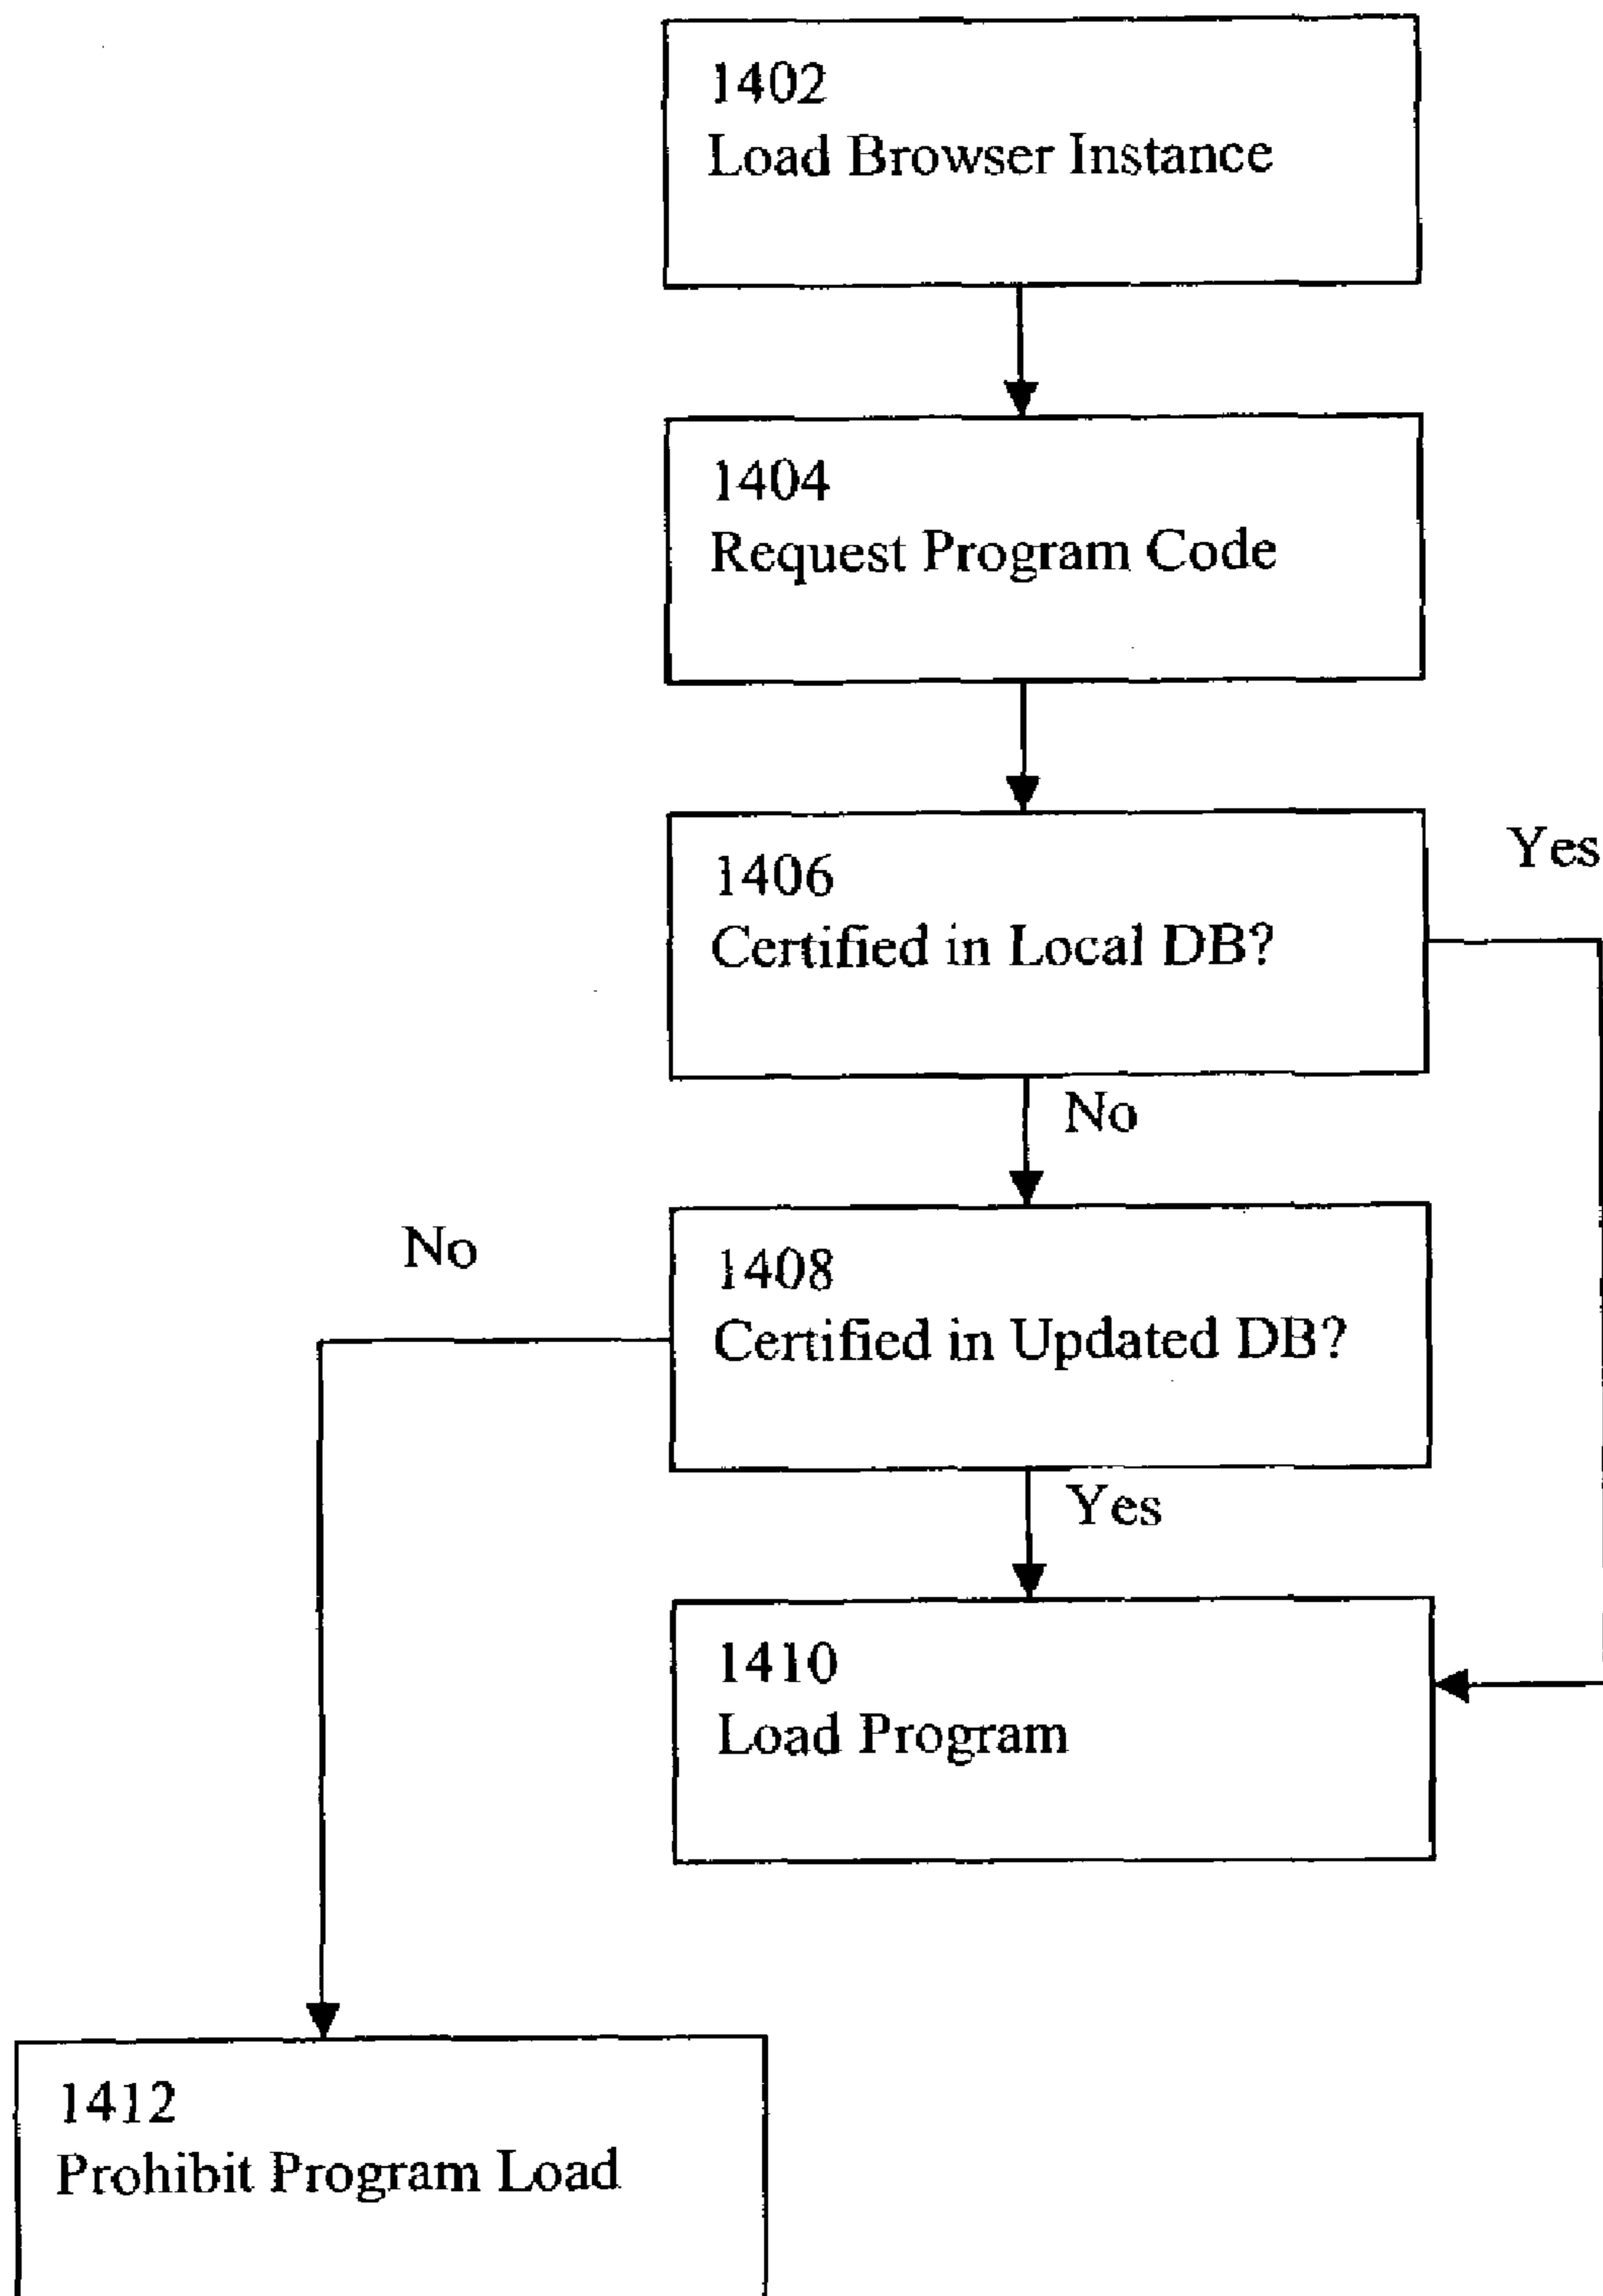 1402
Load Browser Instance
1404
Request Program Code
1406
Certified in Local DB?
Yes
No
1408
Certified in Updated DB?
No
Yes
1410
Load Program
1412
Prohibit Program Load